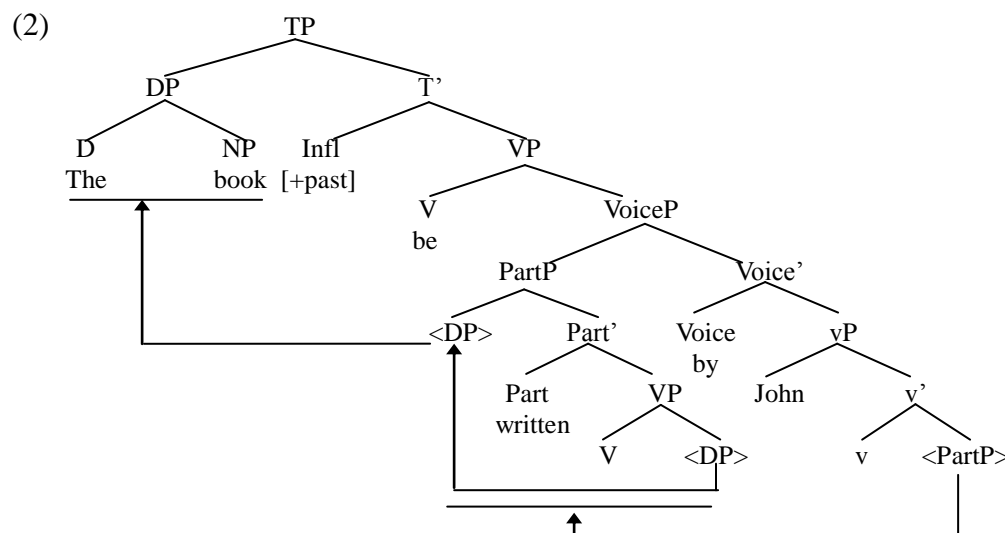 (2)
TP
DP T’
D NP Infl VP
The book [+past]
V VoiceP
be
PartP Voice’
<DP> Part’ Voice vP
by
Part VP John v’
written
V <DP> v <PartP>